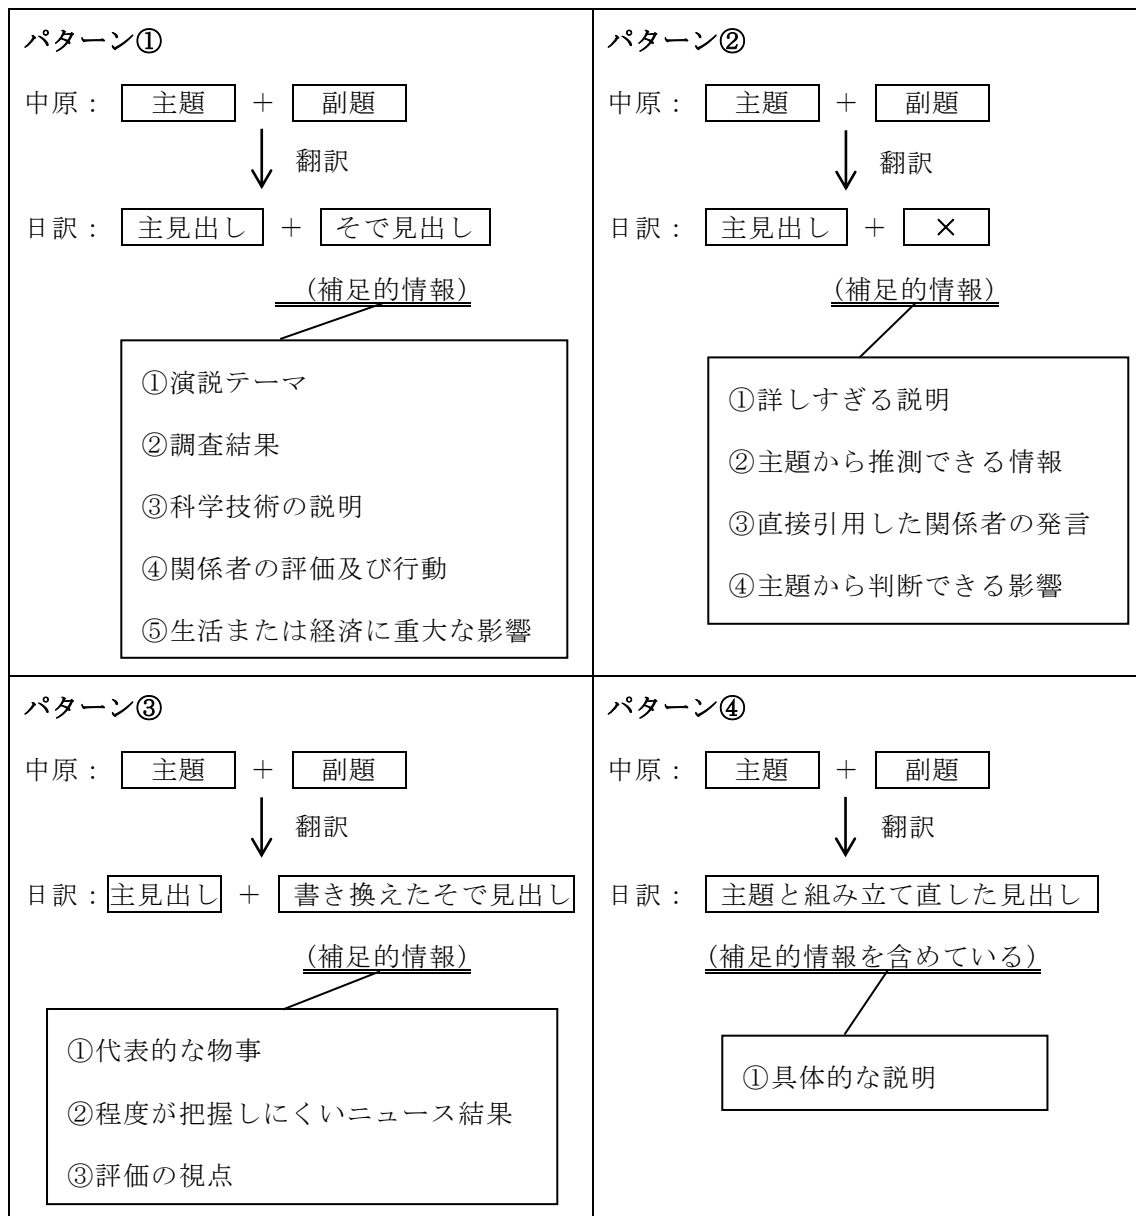 パターン①
中原： 主題 ＋ 副題
翻訳
日訳： 主見出し ＋ そで見出し
（補足的情報）
①演説テーマ
②調査結果
③科学技術の説明
④関係者の評価及び行動
⑤生活または経済に重大な影響
パターン②
中原： 主題 ＋ 副題
翻訳
日訳： 主見出し ＋ ×
（補足的情報）
①詳しすぎる説明
②主題から推測できる情報
③直接引用した関係者の発言
④主題から判断できる影響
パターン③
中原： 主題 ＋ 副題
翻訳
日訳：主見出し ＋ 書き換えたそで見出し
（補足的情報）
①代表的な物事
②程度が把握しにくいニュース結果
③評価の視点
パターン④
中原： 主題 ＋ 副題
翻訳
日訳： 主題と組み立て直した見出し
（補足的情報を含めている）
①具体的な説明